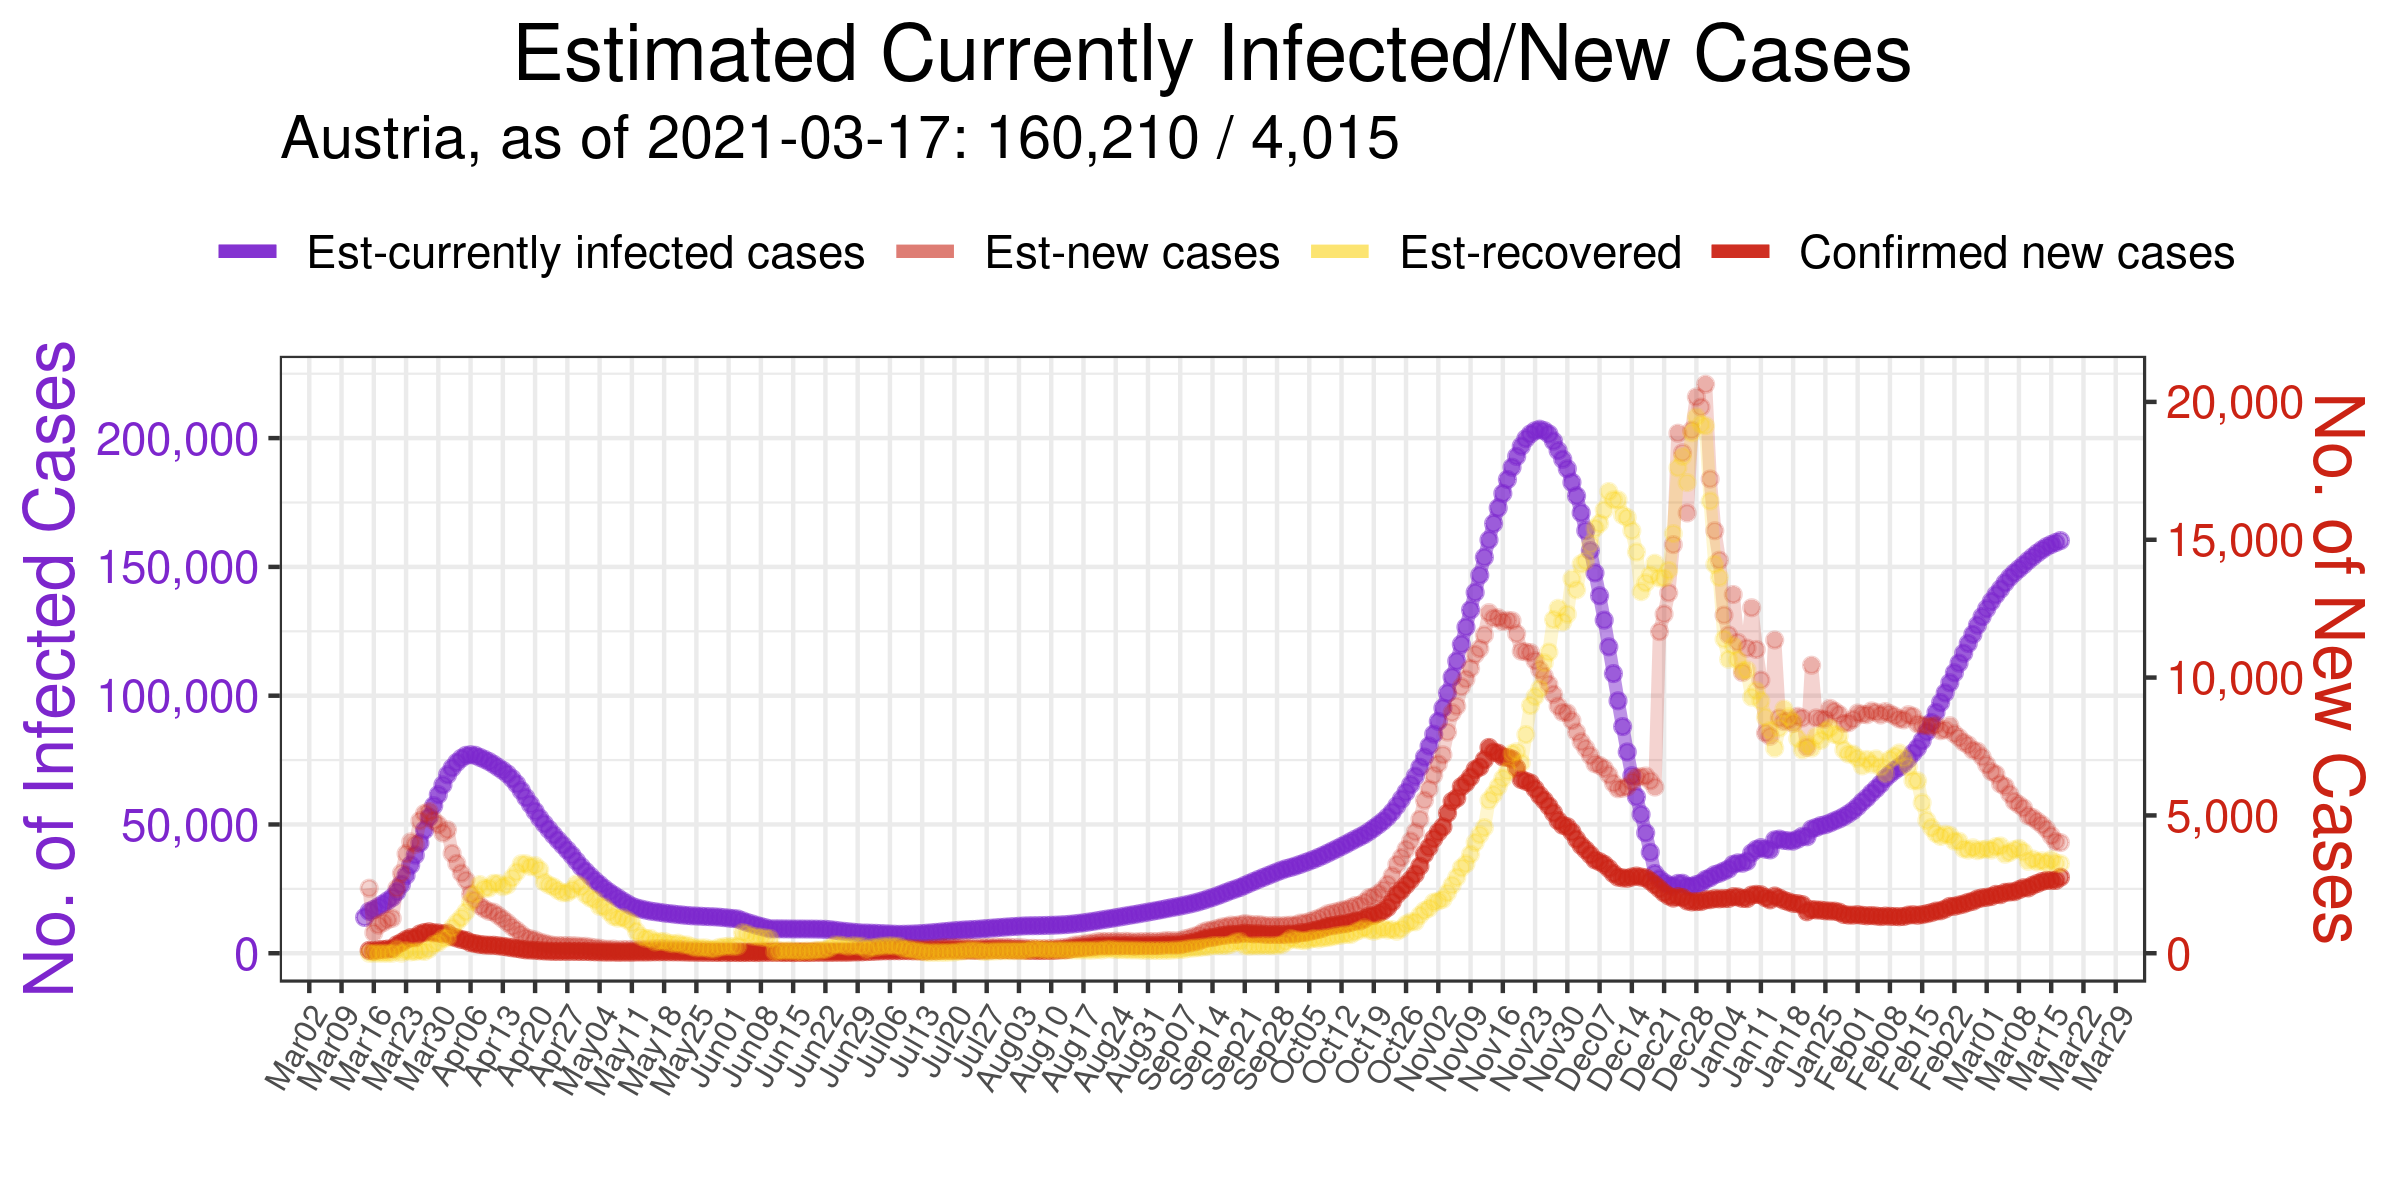 Estimated Currently Infected/New Cases
Austria, as of 2021-03-17: 160,210 / 4,015
Est-currently infected cases
Est-new cases
Est-recovered
Confirmed new cases
No. of Infected Cases
200,000
150,000
100,000
50,000
0
No. of New Cases
20,000
15,000
10,000
5,000
0
Mar02
Mar09
Mar16
Mar23
Mar30
Apr06
Apr13
Apr20
Apr27
May04
May11
May18
May25
Jun01
Jun08
Jun15
Jun22
Jun29
Jul06
Jul13
Jul20
Jul27
Aug03
Aug10
Aug17
Aug24
Aug31
Sep07
Sep14
Sep21
Sep28
Oct05
Oct12
Oct19
Oct26
Nov02
Nov09
Nov16
Nov23
Nov30
Dec07
Dec14
Dec21
Dec28
Jan04
Jan11
Jan18
Jan25
Feb01
Feb08
Feb15
Feb22
Mar01
Mar08
Mar15
Mar22
Mar29